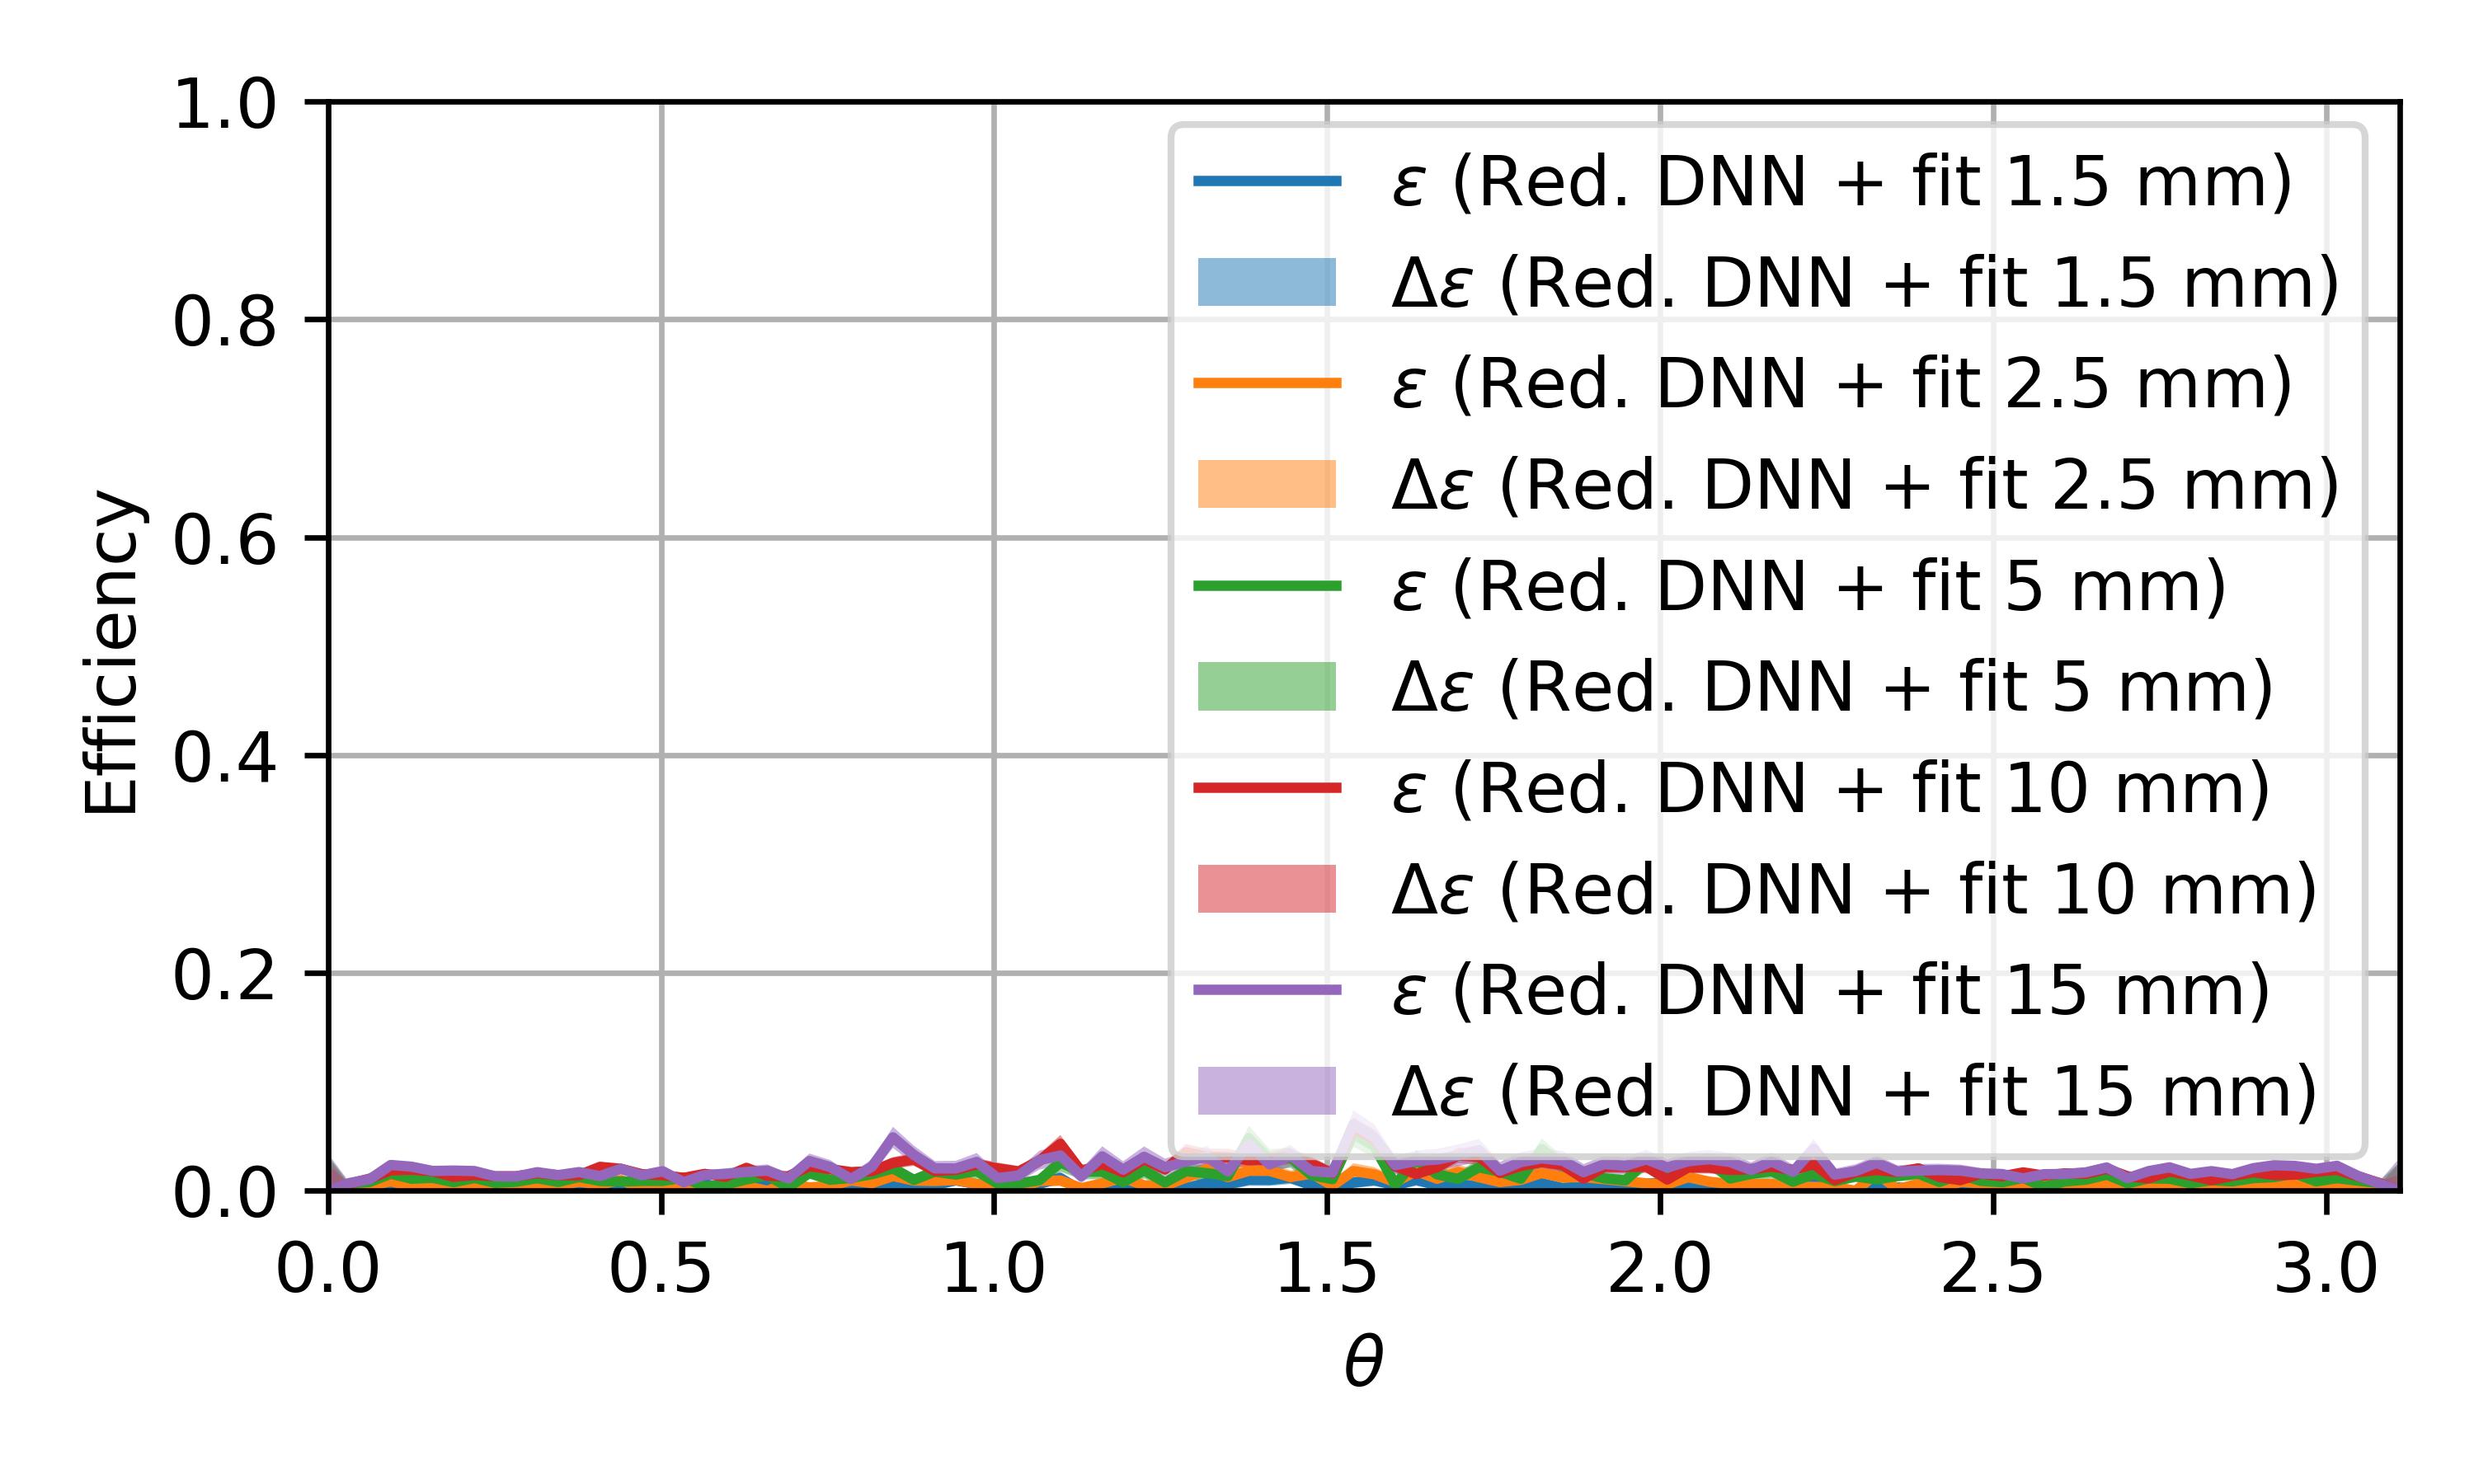 1.0
0.8
0.6
0.4
0.2
0.0
Efficiency
ε (Red. DNN + fit 1.5 mm)
Δε (Red. DNN + fit 1.5 mm)
ε (Red. DNN + fit 2.5 mm)
Δε (Red. DNN + fit 2.5 mm)
ε (Red. DNN + fit 5 mm)
Δε (Red. DNN + fit 5 mm)
ε (Red. DNN + fit 10 mm)
Δε (Red. DNN + fit 10 mm)
ε (Red. DNN + fit 15 mm)
Δε (Red. DNN + fit 15 mm)
0.0 0.5 1.0 1.5 2.0 2.5 3.0
θ